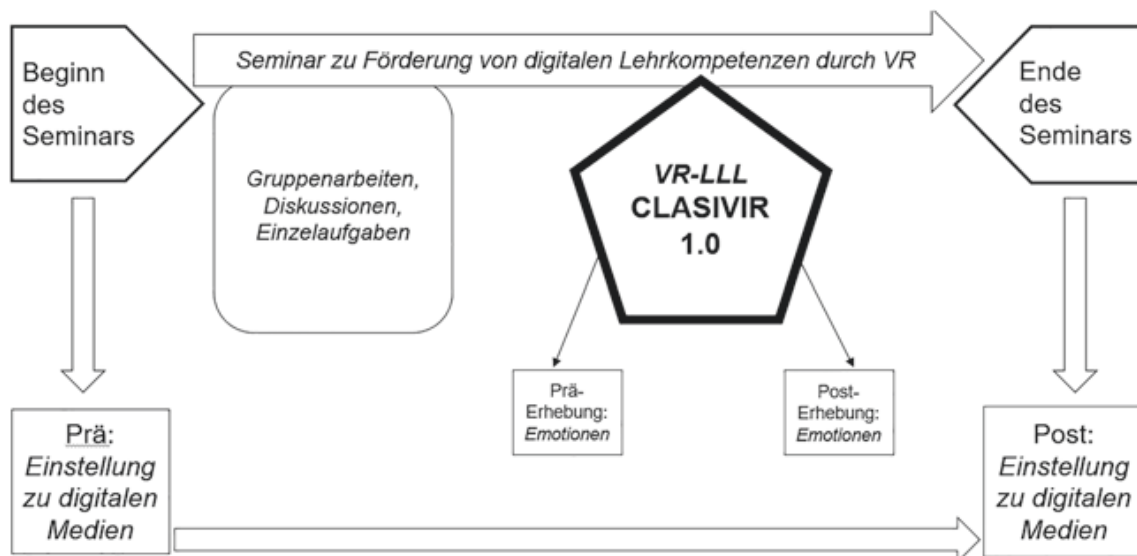 Beginn
des
Seminars
Seminar zu Förderung von digitalen Lehrkompetenzen durch VR
Ende
des
Seminars
Gruppenarbeiten,
Diskussionen,
Einzelaufgaben
VR-LLL
CLASIVIR
1.0
Prä-
Erhebung:
Emotionen
Post-
Erhebung:
Emotionen
Prä:
Einstellung
zu digitalen
Medien
Post:
Einstellung
zu digitalen
Medien